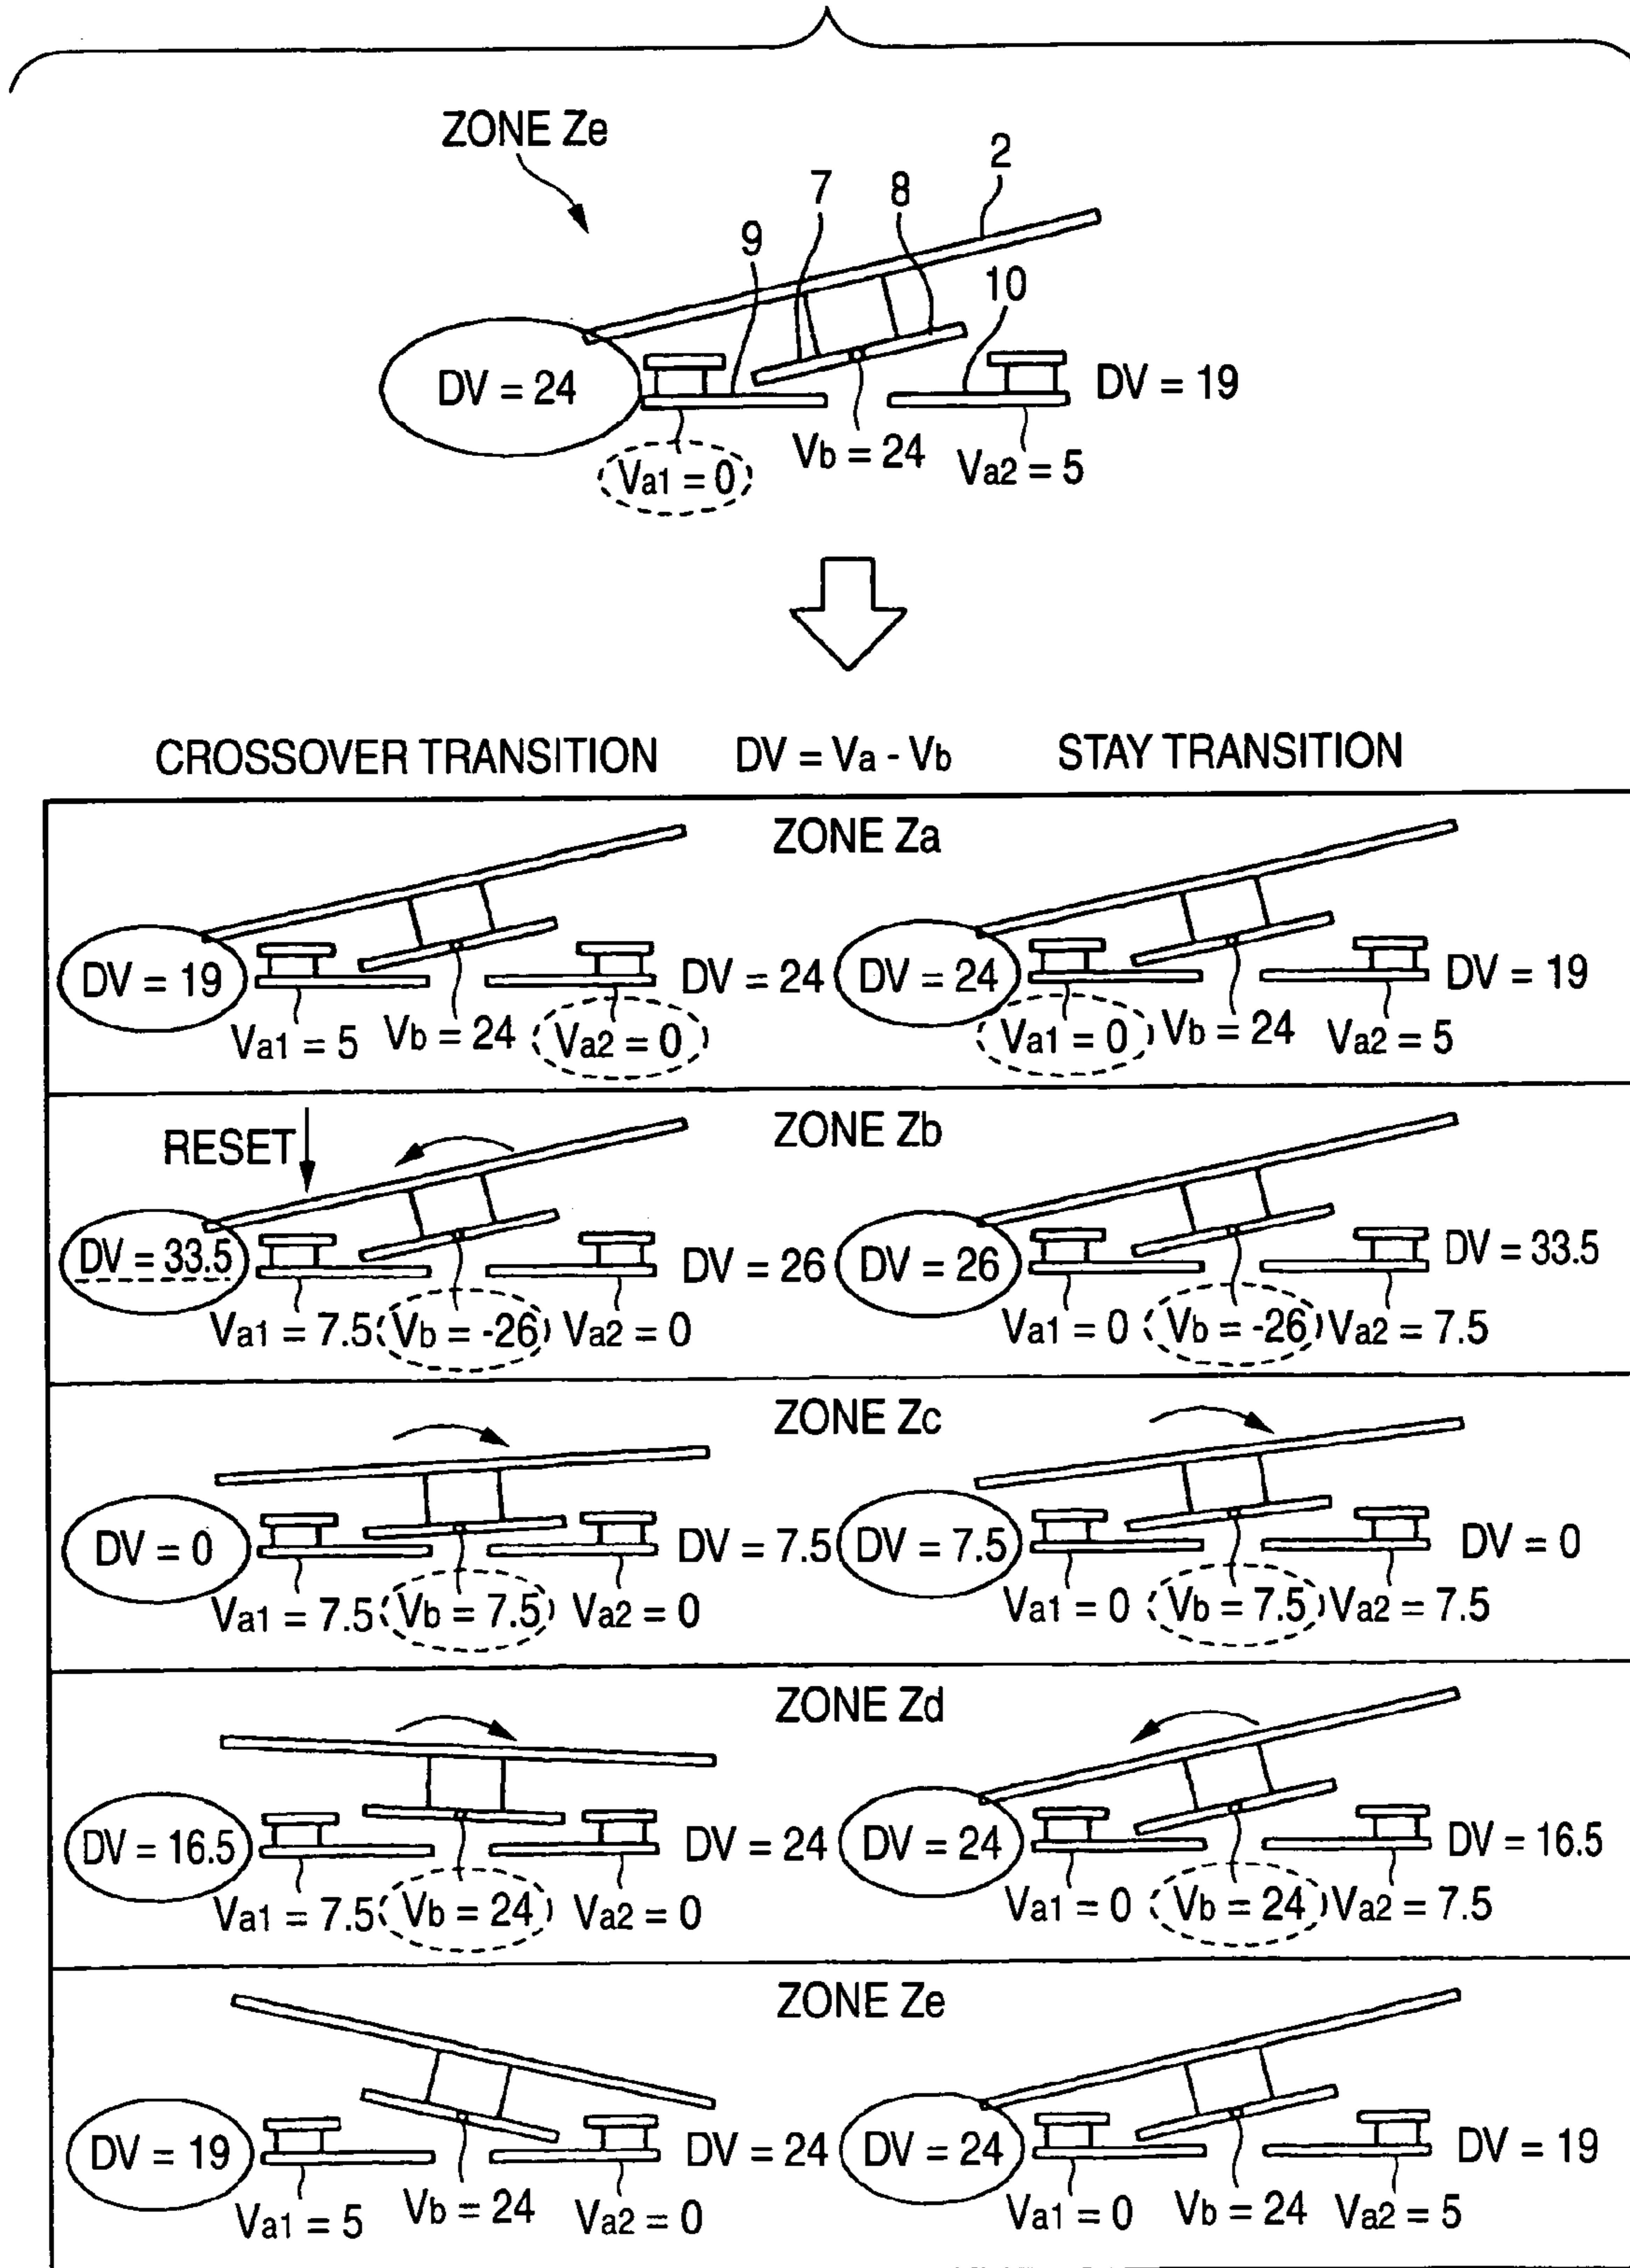 ZONE Ze
2
7
8
9
10
DV = 24
DV = 19
Va1 = 0
Vb = 24
Va2 = 5
CROSSOVER TRANSITION
DV = Va - Vb
STAY TRANSITION
ZONE Za
DV = 19
DV = 24
DV = 24
DV = 19
Va1 = 5
Vb = 24
Va2 = 0
Va1 = 0
Vb = 24
Va2 = 5
ZONE Zb
RESET
DV = 33.5
DV = 26
DV = 26
DV = 33.5
Va1 = 7.5
Vb = -26
Va2 = 0
Va1 = 0
Vb = -26
Va2 = 7.5
ZONE Zc
DV = 0
DV = 7.5
DV = 7.5
DV = 0
Va1 = 7.5
Vb = 7.5
Va2 = 0
Va1 = 0
Vb = 7.5
Va2 = 7.5
ZONE Zd
DV = 16.5
DV = 24
DV = 24
DV = 16.5
Va1 = 7.5
Vb = 24
Va2 = 0
Va1 = 0
Vb = 24
Va2 = 7.5
ZONE Ze
DV = 19
DV = 24
DV = 24
DV = 19
Va1 = 5
Vb = 24
Va2 = 0
Va1 = 0
Vb = 24
Va2 = 5